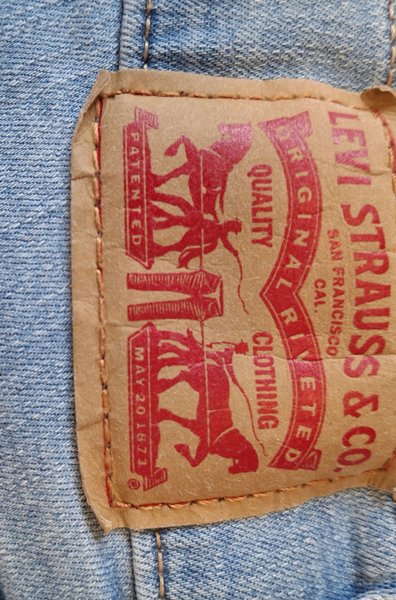 LEVI STRAUSS & CO.
SAN FRANCISCO
CAL.
ORIGINAL RIVETED
QUALITY CLOTHING
PATENTED MAY 20 1873
®